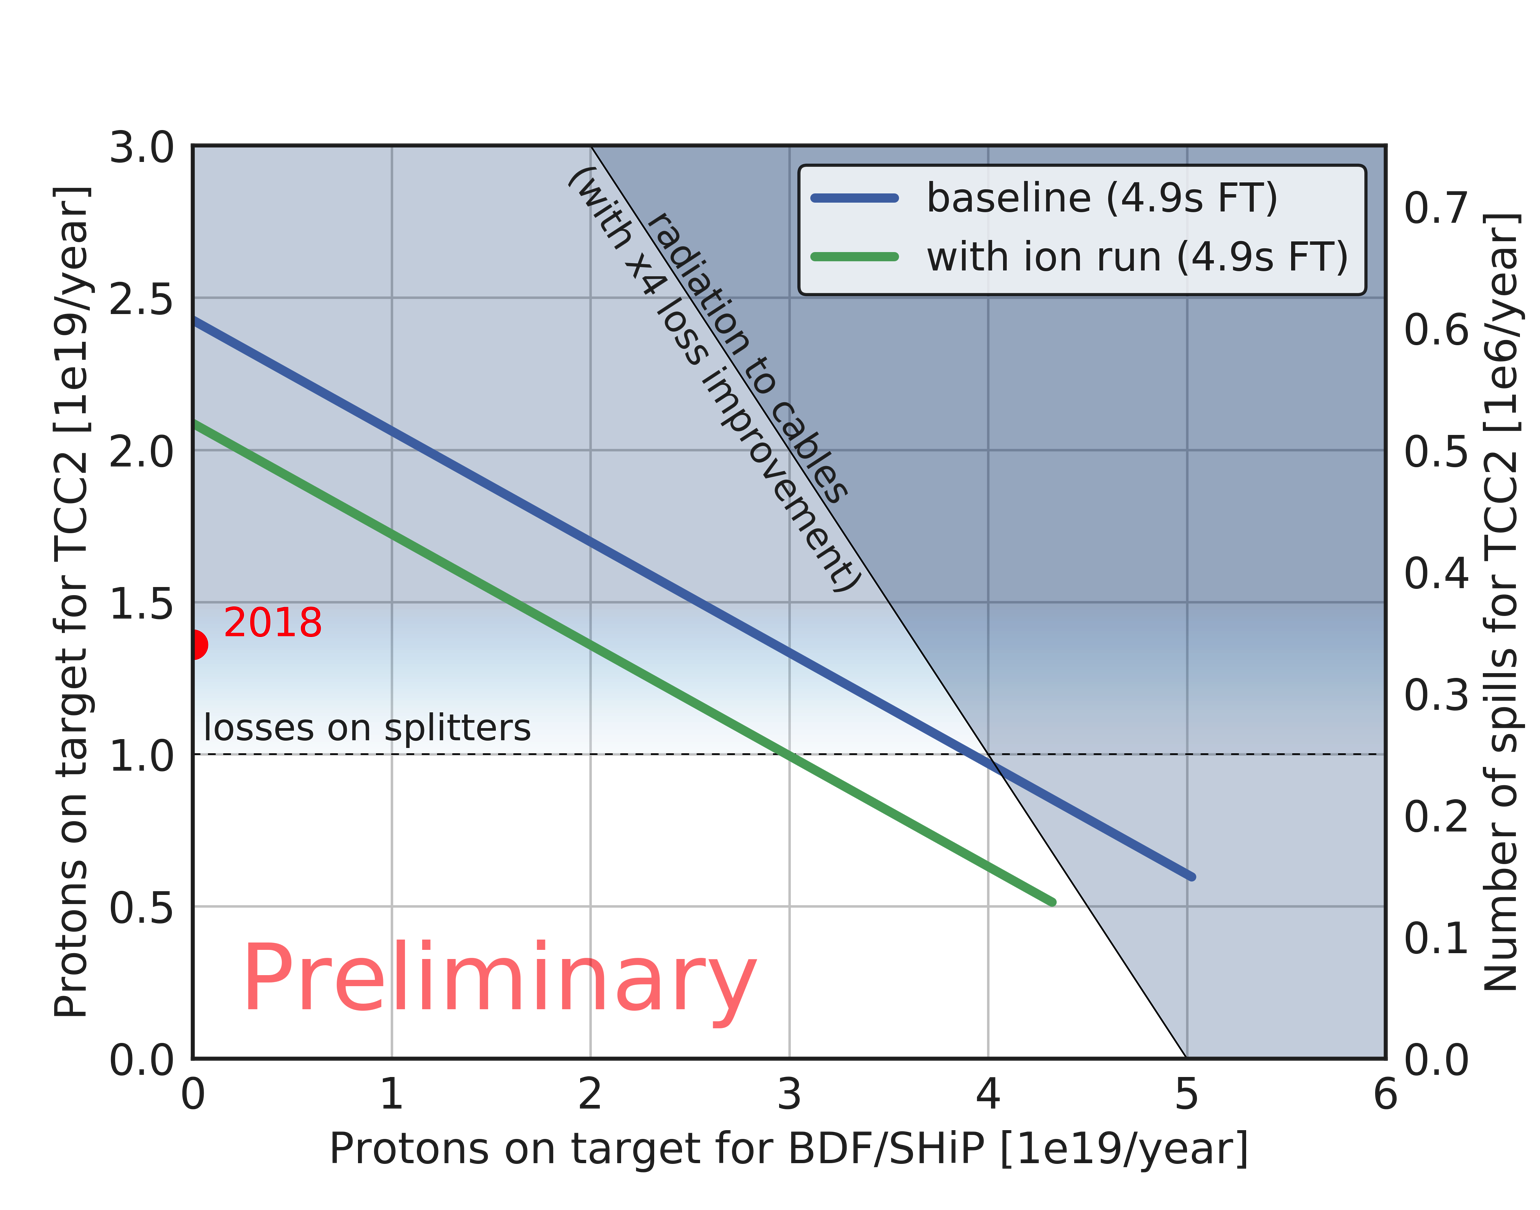 3.0
2.5
2.0
1.5
1.0
0.5
0.0
Protons on target for TCC2 [1e19/year]
baseline (4.9s FT)
with ion run (4.9s FT)
radiation to cables
(with x4 loss improvement)
2018
losses on splitters
Preliminary
0.7
0.6
0.5
0.4
0.3
0.2
0.1
0.0
Number of spills for TCC2 [1e6/year]
0 1 2 3 4 5 6
Protons on target for BDF/SHiP [1e19/year]